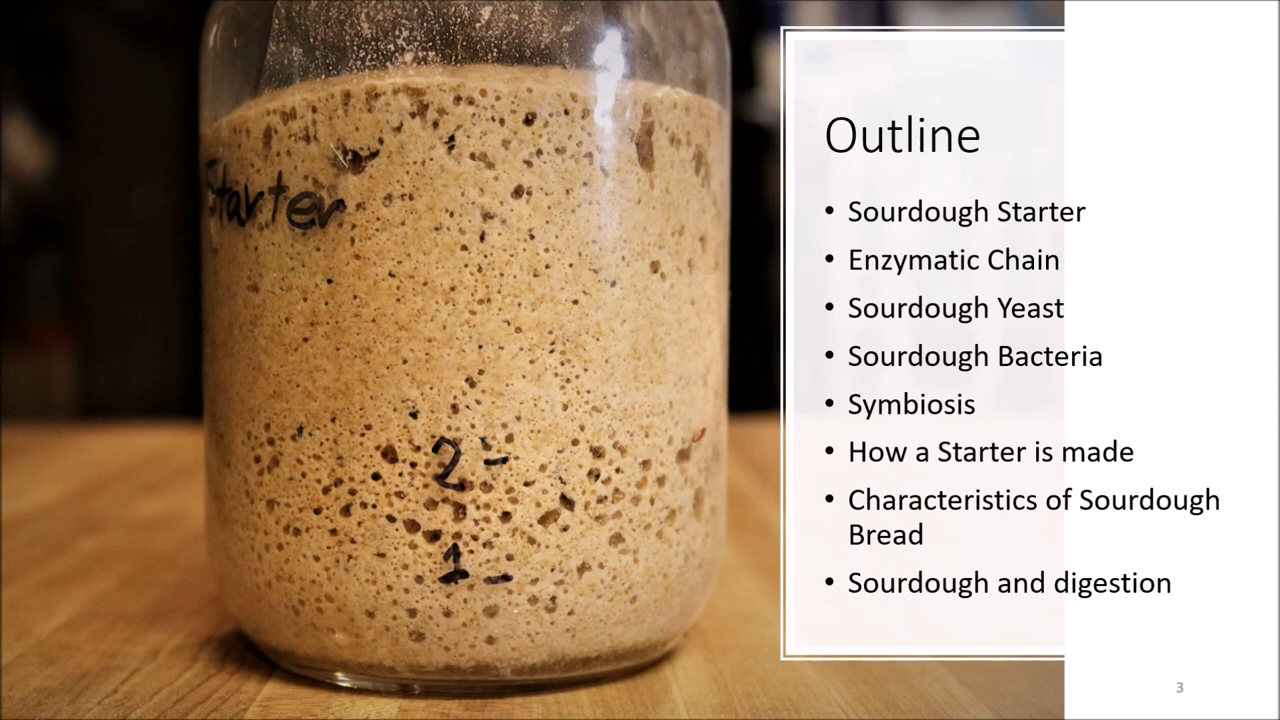 Starter
2-
1-
Outline
• Sourdough Starter
• Enzymatic Chain
• Sourdough Yeast
• Sourdough Bacteria
• Symbiosis
• How a Starter is made
• Characteristics of Sourdough
Bread
• Sourdough and digestion
3